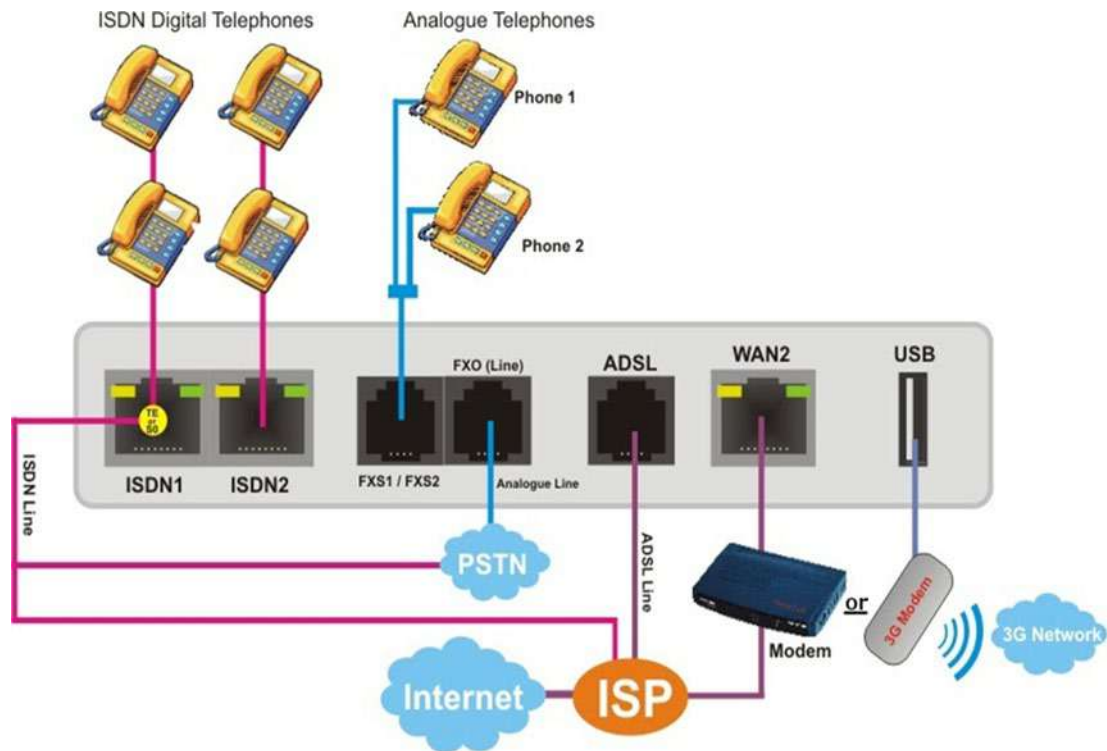 ISDN Digital Telephones
Analogue Telephones
Phone 1
Phone 2
FXO (Line)
ADSL
WAN2
USB
TE
or
S0
ISDN1
ISDN2
FXS1 / FXS2
Analogue Line
ISDN Line
PSTN
ADSL Line
or
Modem
3G Modem
3G Network
Internet
ISP